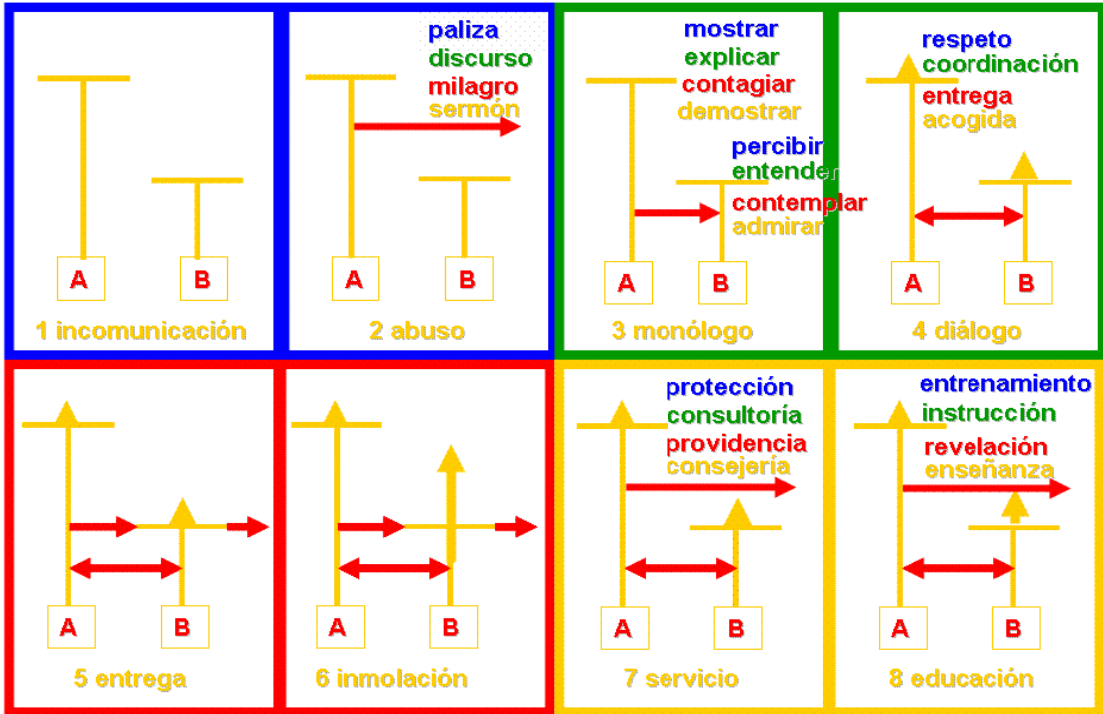 A
B
1 incomunicación
paliza
discurso
milagro
sermón
A
B
2 abuso
mostrar
explicar
contagiar
demostrar
percibir
entender
contemplar
admirar
A
B
3 monólogo
respeto
coordinación
entrega
acogida
A
B
4 diálogo
A
B
5 entrega
A
B
6 inmolación
protección
consultoría
providencia
consejería
A
B
7 servicio
entrenamiento
instrucción
revelación
enseñanza
A
B
8 educación